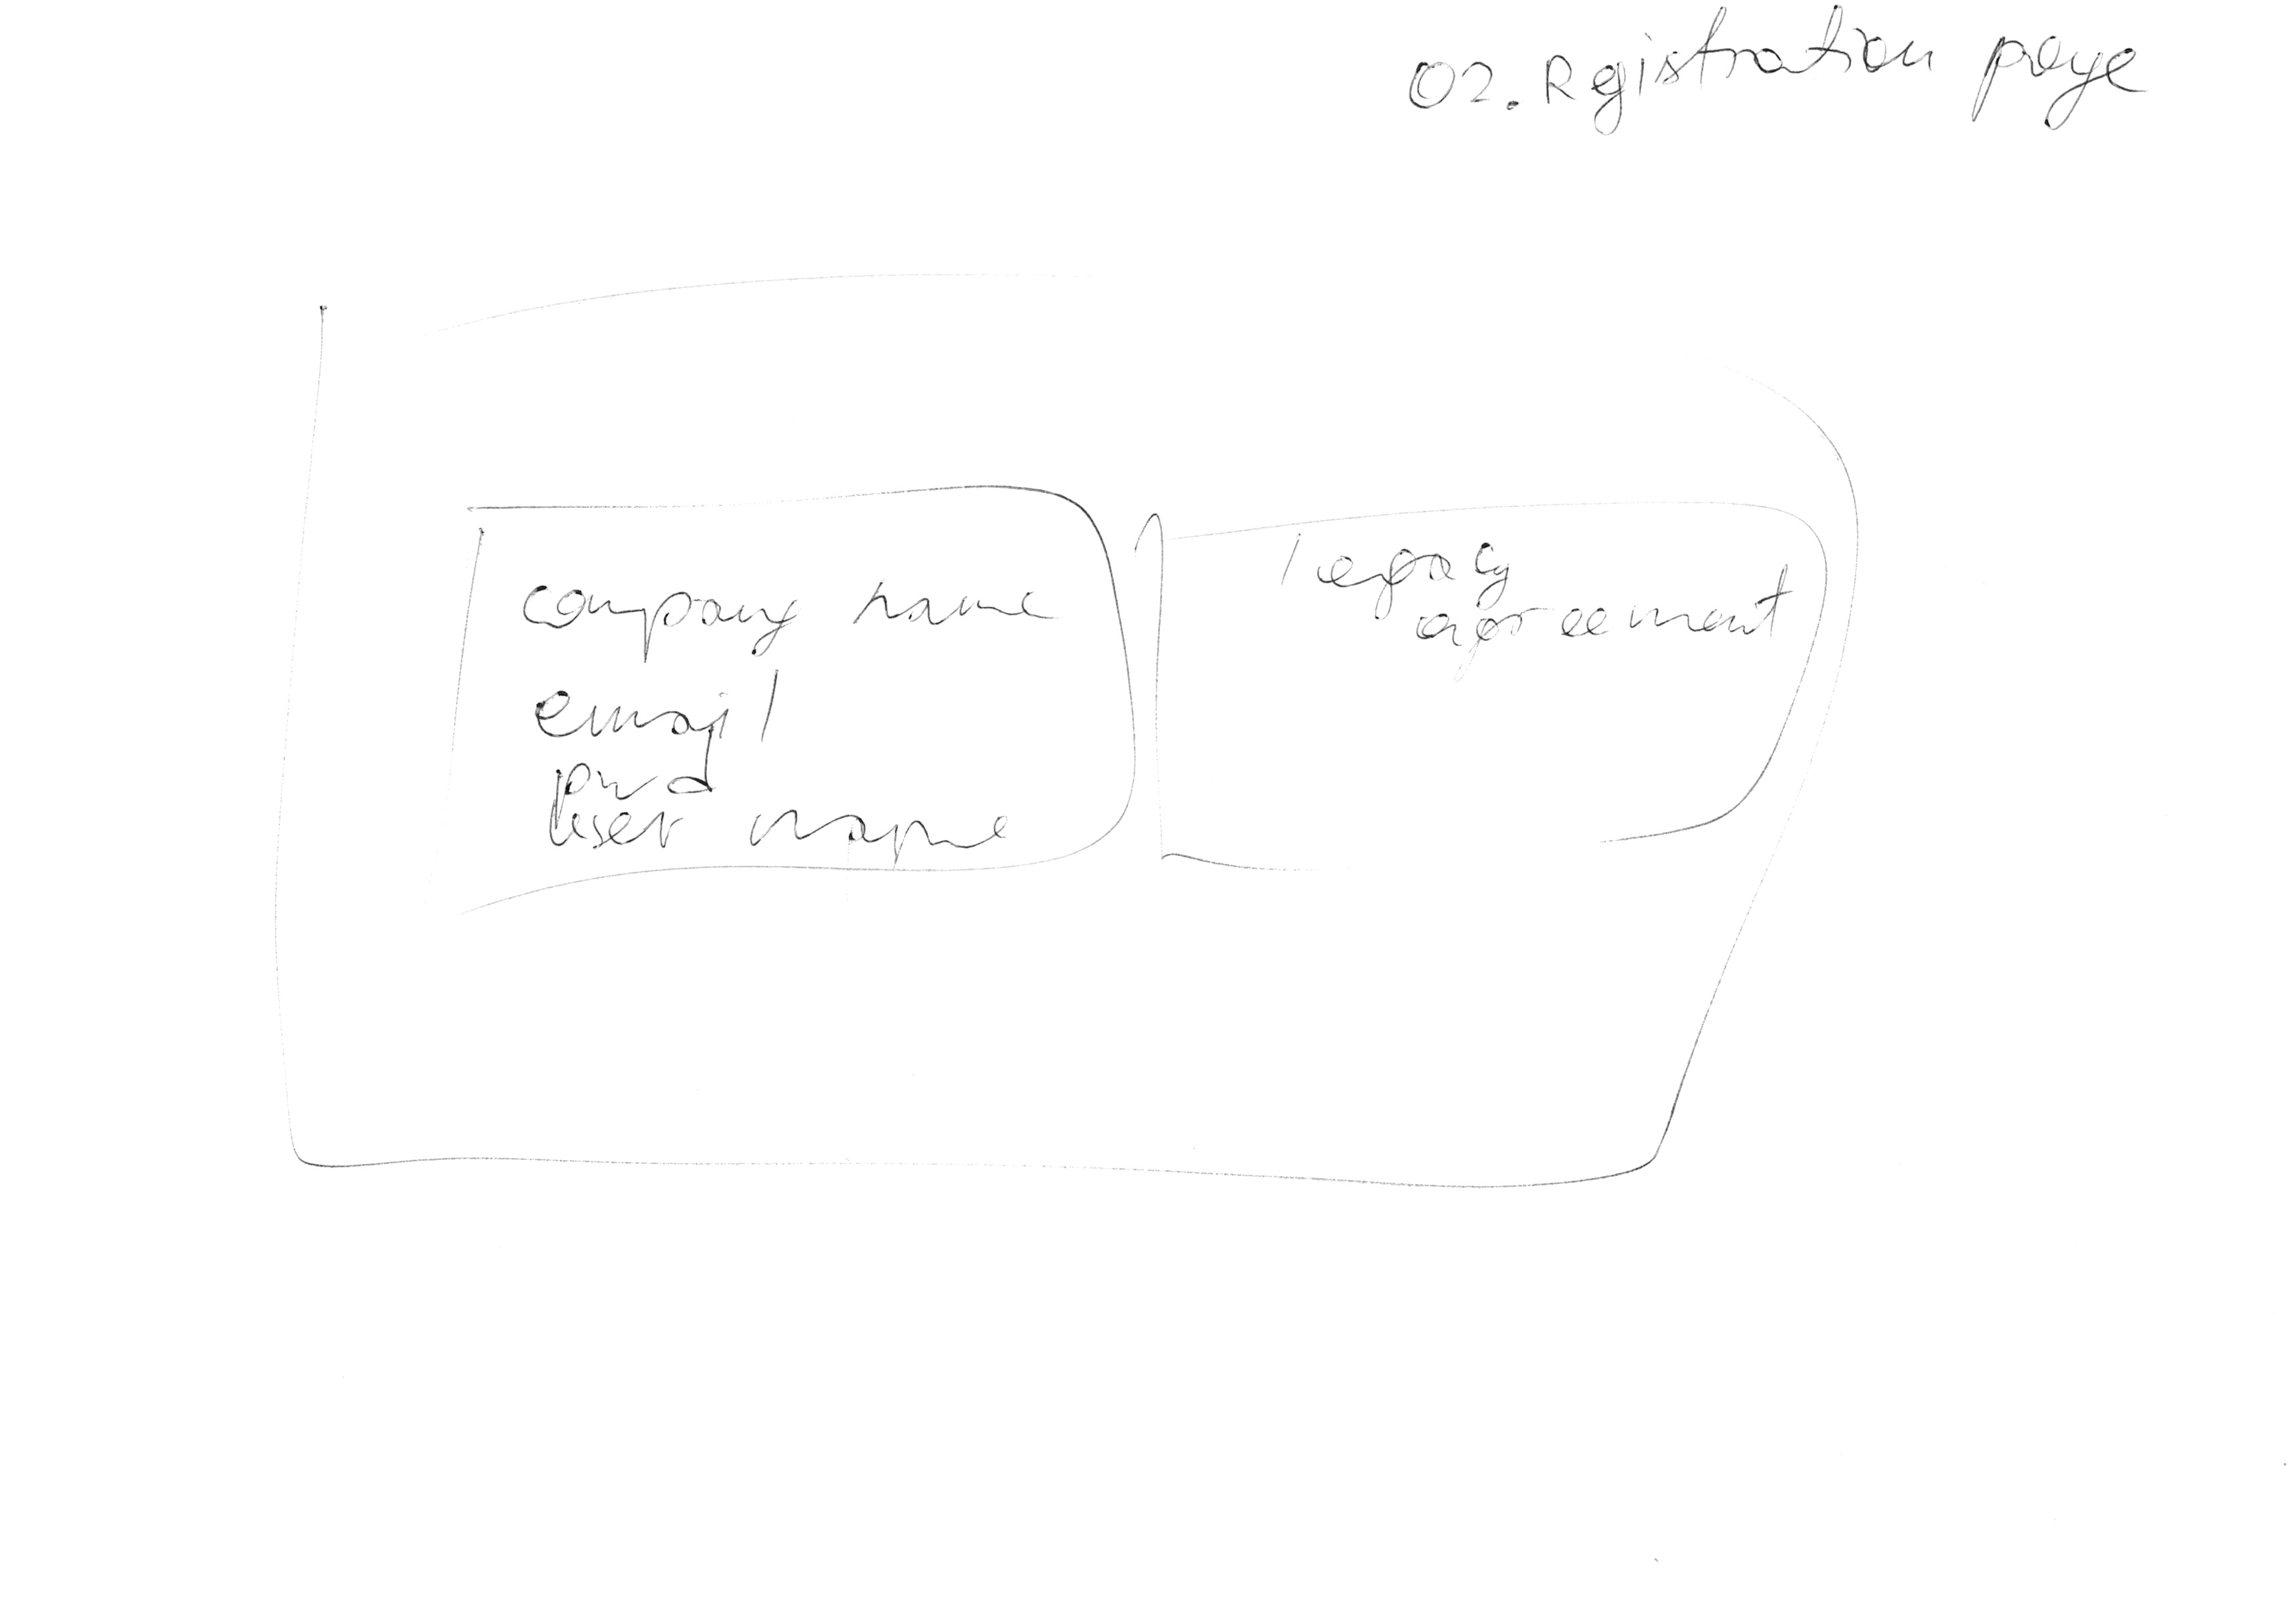 02. Registration page
company name
email
pwd
user name
legacy
agreement